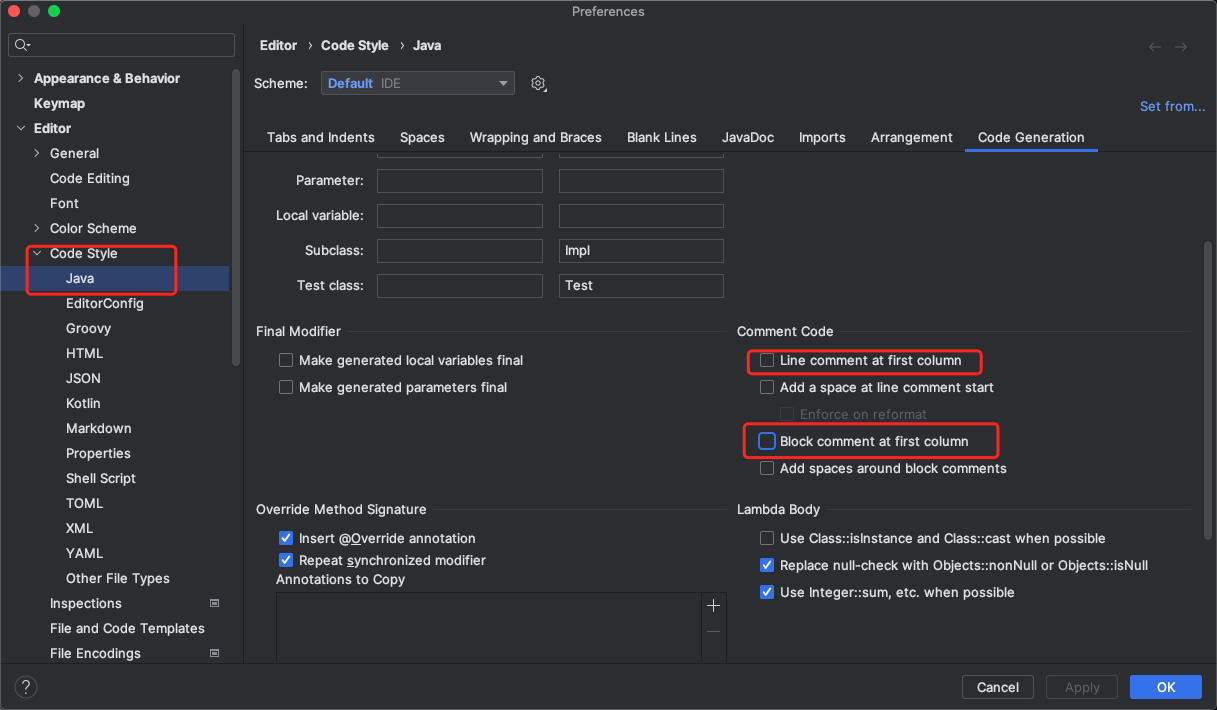 Preferences
Appearance & Behavior
Keymap
Editor
General
Code Editing
Font
Color Scheme
Code Style
Java
EditorConfig
Groovy
HTML
JSON
Kotlin
Markdown
Properties
Shell Script
TOML
XML
YAML
Other File Types
Inspections
File and Code Templates
File Encodings
Editor › Code Style › Java
Scheme: Default IDE
Set from...
Tabs and Indents Spaces Wrapping and Braces Blank Lines JavaDoc Imports Arrangement Code Generation
Parameter:
Local variable:
Subclass: Impl
Test class: Test
Final Modifier
Make generated local variables final
Make generated parameters final
Comment Code
Line comment at first column
Add a space at line comment start
Enforce on reformat
Block comment at first column
Add spaces around block comments
Override Method Signature
Insert @Override annotation
Repeat synchronized modifier
Annotations to Copy
Lambda Body
Use Class::isInstance and Class::cast when possible
Replace null-check with Objects::nonNull or Objects::isNull
Use Integer::sum, etc. when possible
?
Cancel Apply OK